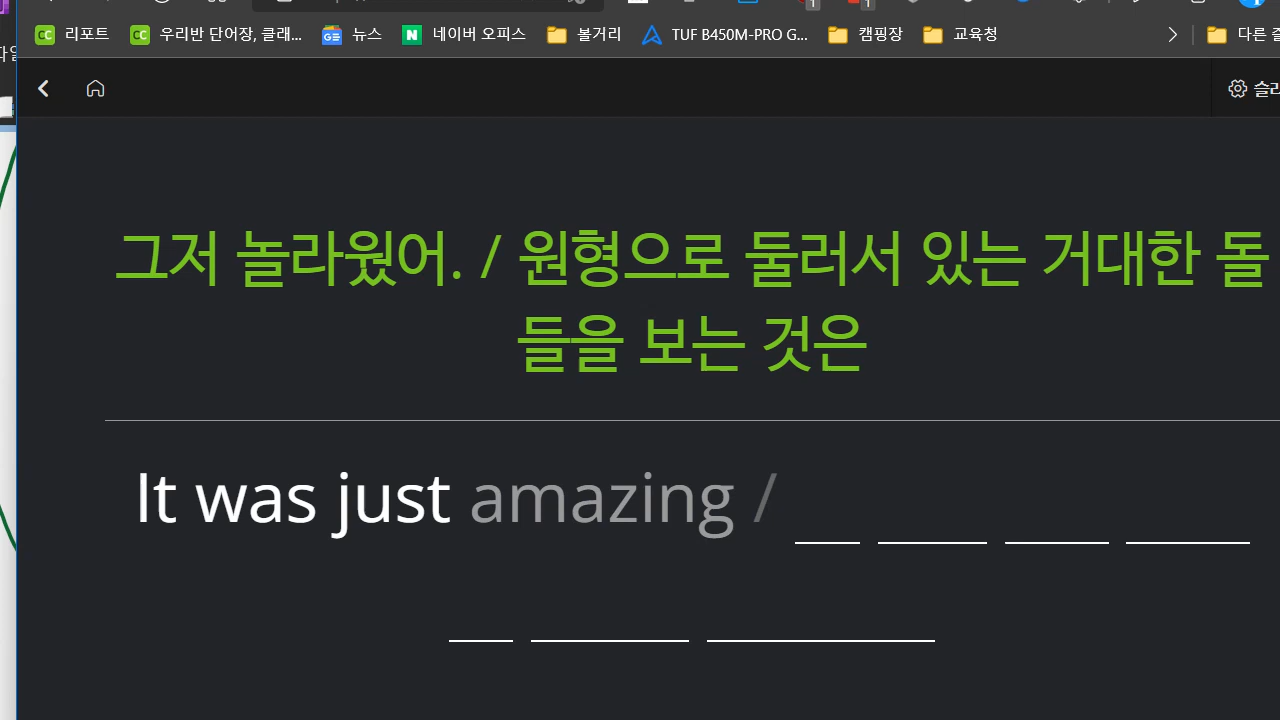 리포트 우리반 단어장, 클래... 뉴스 네이버 오피스 볼거리 TUF B450M-PRO G... 캠핑장 교육청 다른
그저 놀라웠어. / 원형으로 둘러서 있는 거대한 돌
들을 보는 것은
It was just amazing /